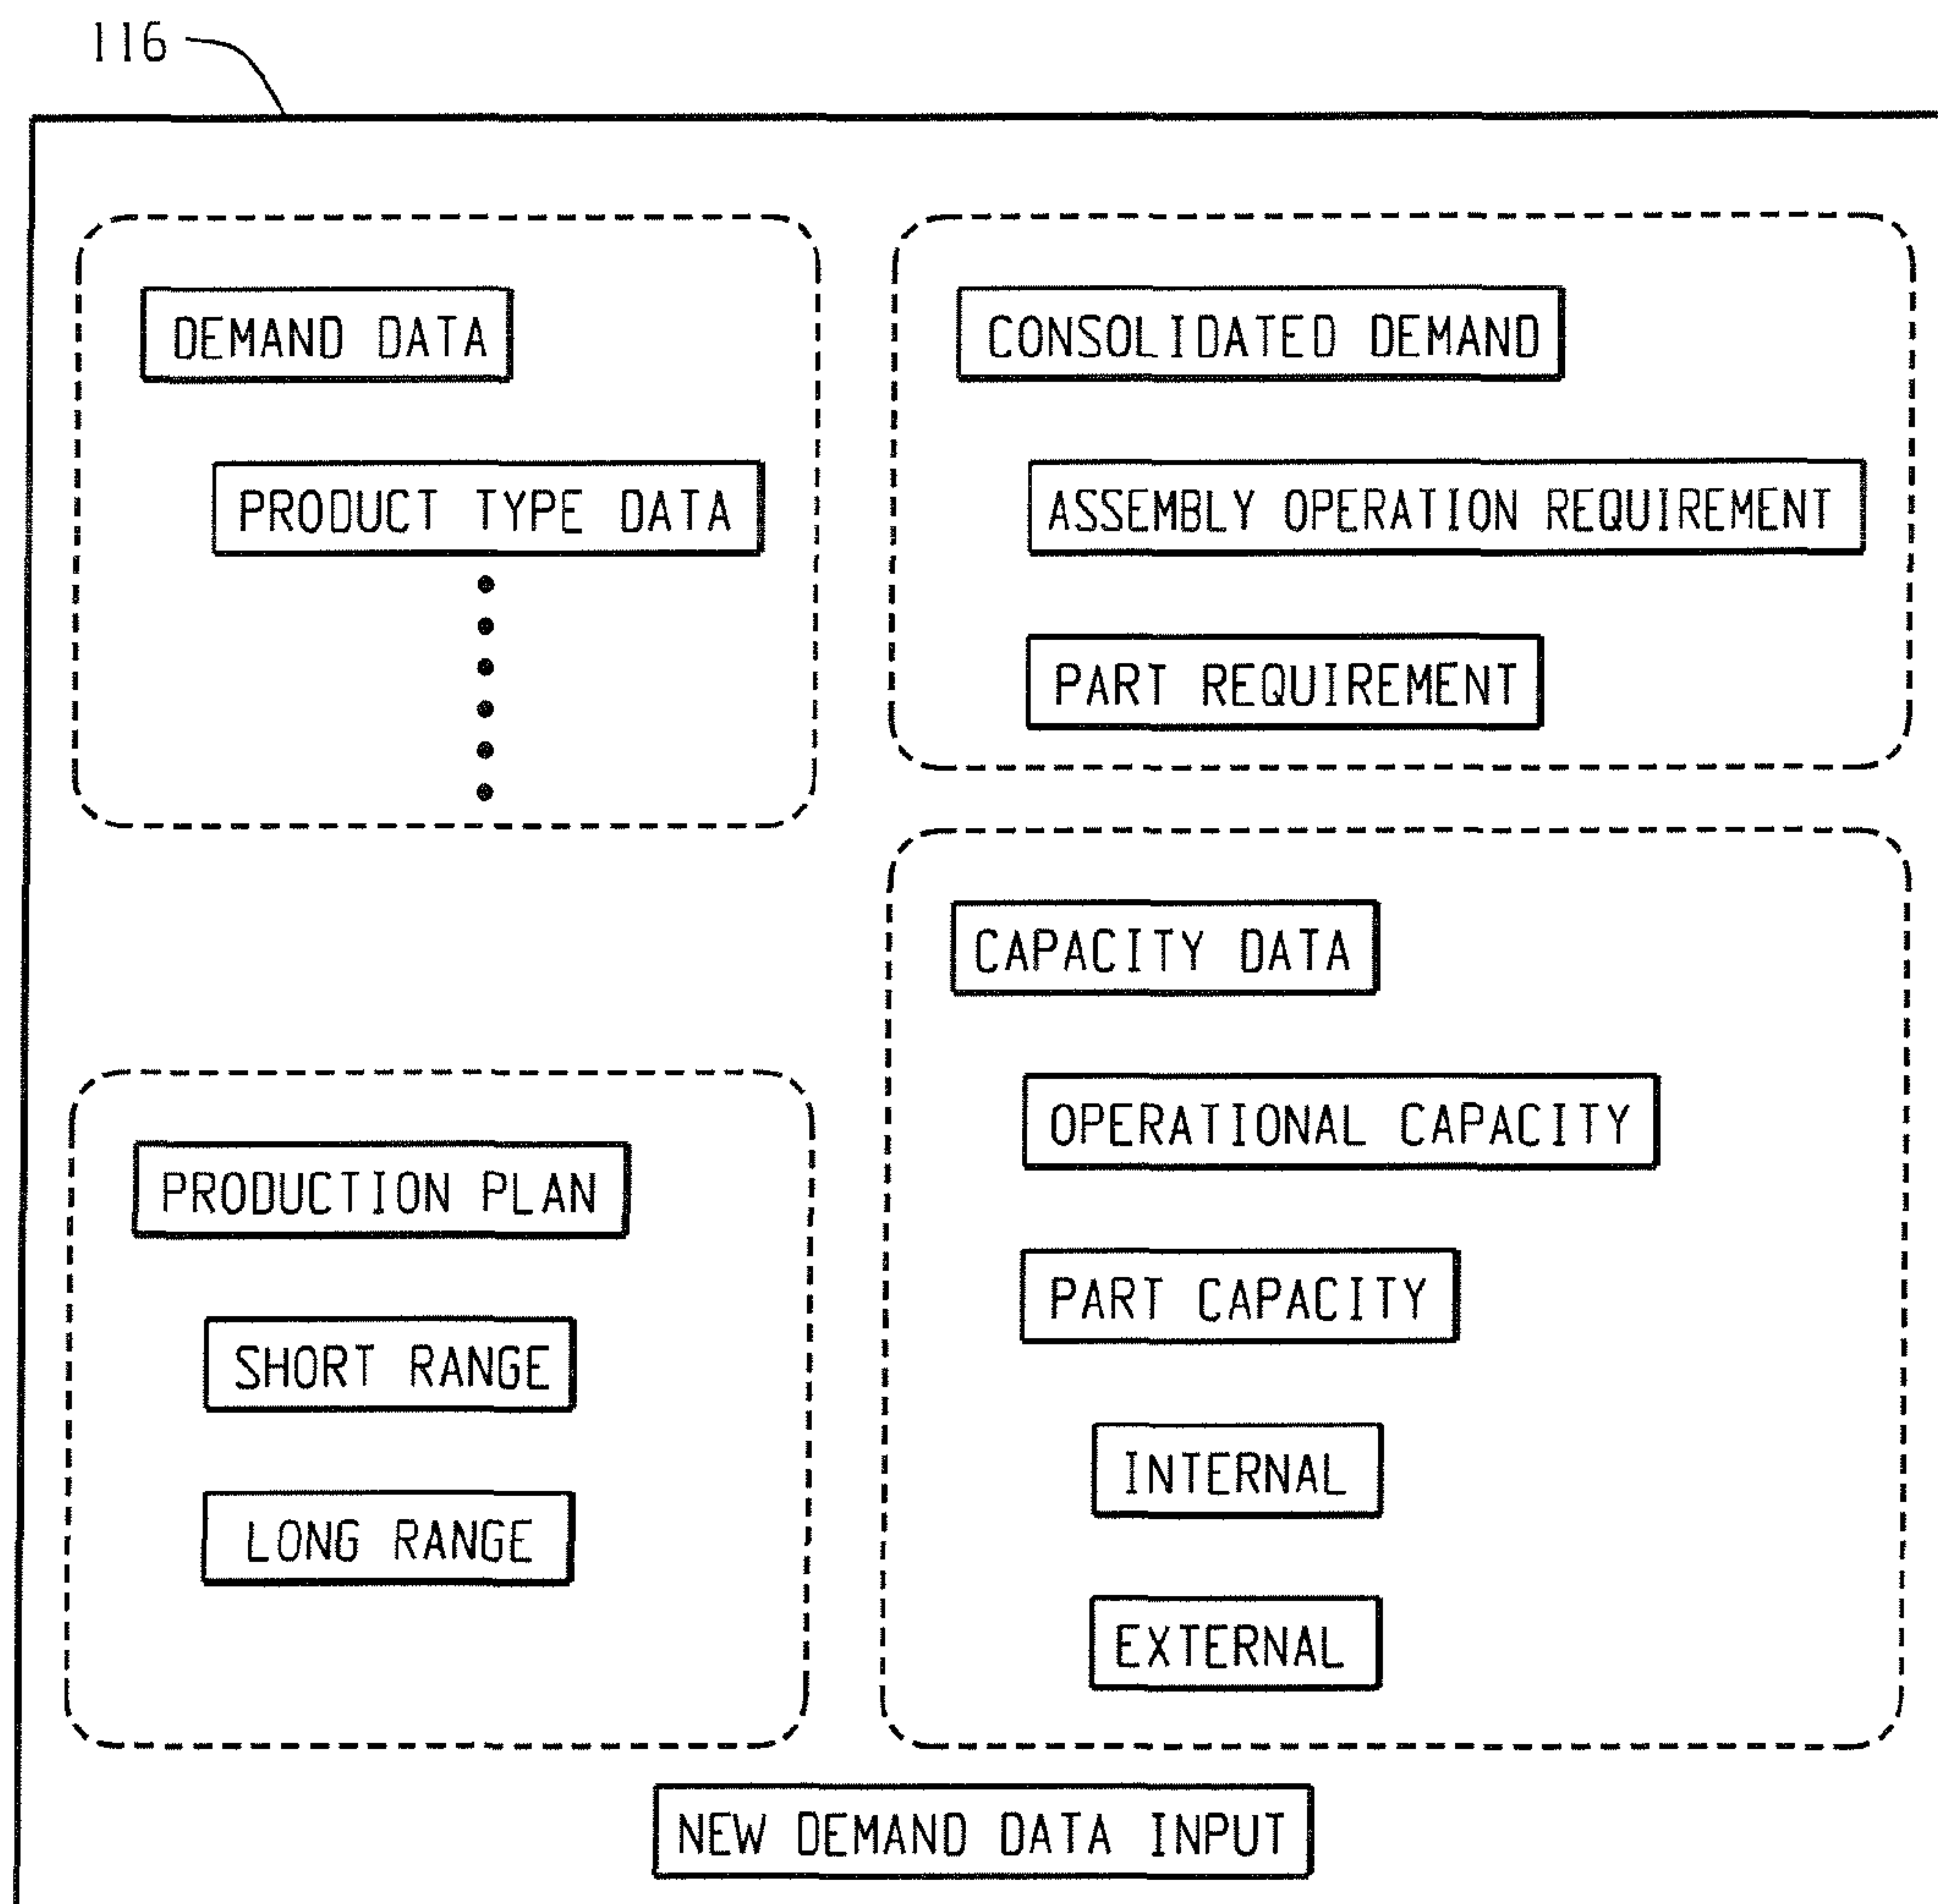 116
DEMAND DATA
PRODUCT TYPE DATA
CONSOLIDATED DEMAND
ASSEMBLY OPERATION REQUIREMENT
PART REQUIREMENT
PRODUCTION PLAN
SHORT RANGE
LONG RANGE
CAPACITY DATA
OPERATIONAL CAPACITY
PART CAPACITY
INTERNAL
EXTERNAL
NEW DEMAND DATA INPUT